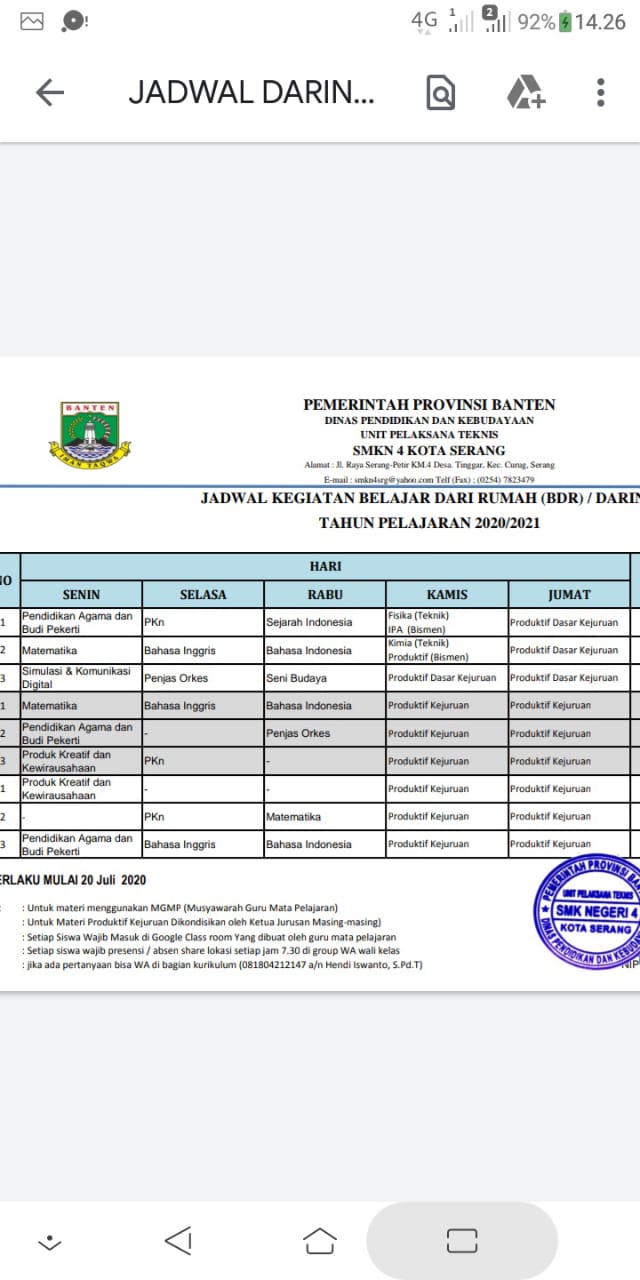 4G 1 2 92% 14.26
JADWAL DARIN...
BANTEN
IMAN TAQWA
PEMERINTAH PROVINSI BANTEN
DINAS PENDIDIKAN DAN KEBUDAYAAN
UNIT PELAKSANA TEKNIS
SMKN 4 KOTA SERANG
Alamat : Jl. Raya Serang-Petir KM.4 Desa. Tinggar, Kec. Curug, Serang
E-mail : smkn4srg@yahoo.com Telf (Fax) : (0254) 7823479
JADWAL KEGIATAN BELAJAR DARI RUMAH (BDR) / DARIN
TAHUN PELAJARAN 2020/2021
NO HARI
SENIN SELASA RABU KAMIS JUMAT
1 Pendidikan Agama dan Budi Pekerti PKn Sejarah Indonesia Fisika (Teknik) IPA (Bismen) Produktif Dasar Kejuruan
2 Matematika Bahasa Inggris Bahasa Indonesia Kimia (Teknik) Produktif (Bismen) Produktif Dasar Kejuruan
3 Simulasi & Komunikasi Digital Penjas Orkes Seni Budaya Produktif Dasar Kejuruan Produktif Dasar Kejuruan
1 Matematika Bahasa Inggris Bahasa Indonesia Produktif Kejuruan Produktif Kejuruan
2 Pendidikan Agama dan Budi Pekerti - Penjas Orkes Produktif Kejuruan Produktif Kejuruan
3 Produk Kreatif dan Kewirausahaan PKn - Produktif Kejuruan Produktif Kejuruan
1 Produk Kreatif dan Kewirausahaan - - Produktif Kejuruan Produktif Kejuruan
2 - PKn Matematika Produktif Kejuruan Produktif Kejuruan
3 Pendidikan Agama dan Budi Pekerti Bahasa Inggris Bahasa Indonesia Produktif Kejuruan Produktif Kejuruan
ERLAKU MULAI 20 Juli 2020
: Untuk materi menggunakan MGMP (Musyawarah Guru Mata Pelajaran)
: Untuk Materi Produktif Kejuruan Dikondisikan oleh Ketua Jurusan Masing-masing)
: Setiap Siswa Wajib Masuk di Google Class room Yang dibuat oleh guru mata pelajaran
: Setiap siswa wajib presensi / absen share lokasi setiap jam 7.30 di group WA wali kelas
: jika ada pertanyaan bisa WA di bagian kurikulum (081804212147 a/n Hendi Iswanto, S.Pd.T)
PEMERINTAH PROVINSI BA
UNIT PELAKSANA TEKNIS
SMK NEGERI 4
KOTA SERANG
DINAS PENDIDIKAN DAN KEBUD
NIP